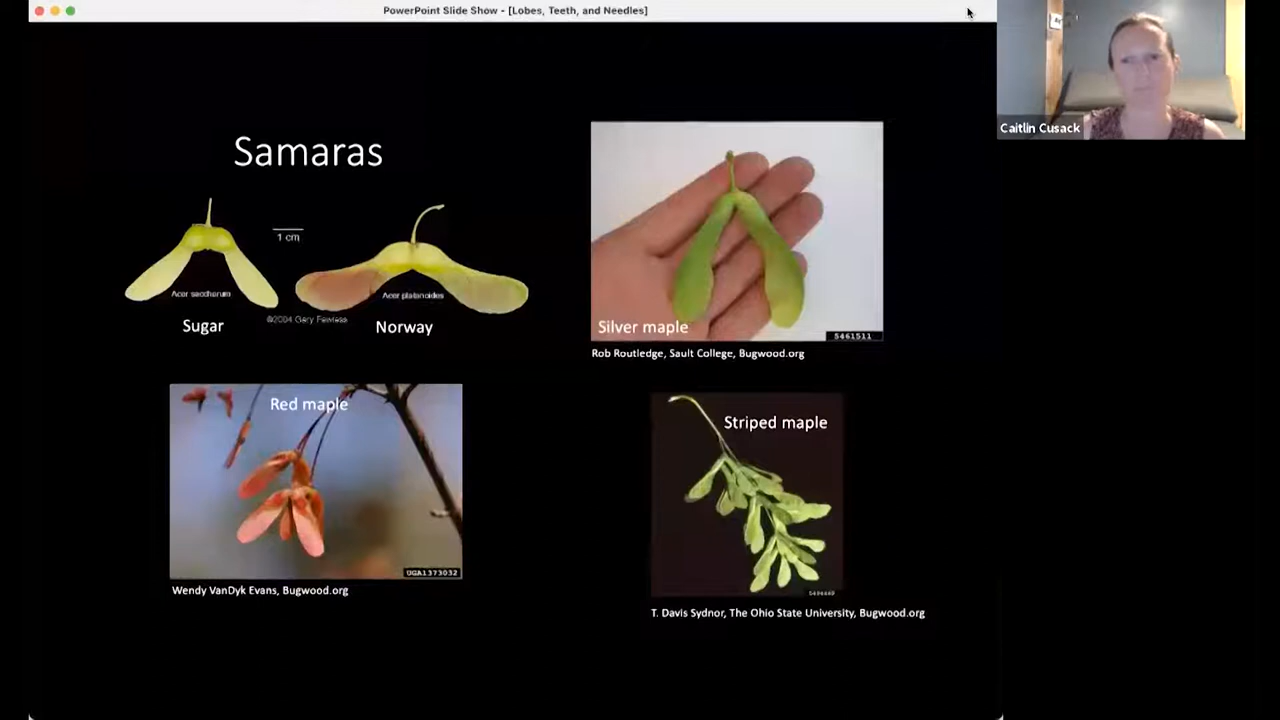 PowerPoint Slide Show - [Lobes, Teeth, and Needles]
Caitlin Cusack
Samaras
1 cm
Acer saccharum
Acer platanoides
©2004 Gary Fewless
Sugar
Norway
Silver maple
5461511
Rob Routledge, Sault College, Bugwood.org
Red maple
UGA1373032
Wendy VanDyk Evans, Bugwood.org
Striped maple
T. Davis Sydnor, The Ohio State University, Bugwood.org